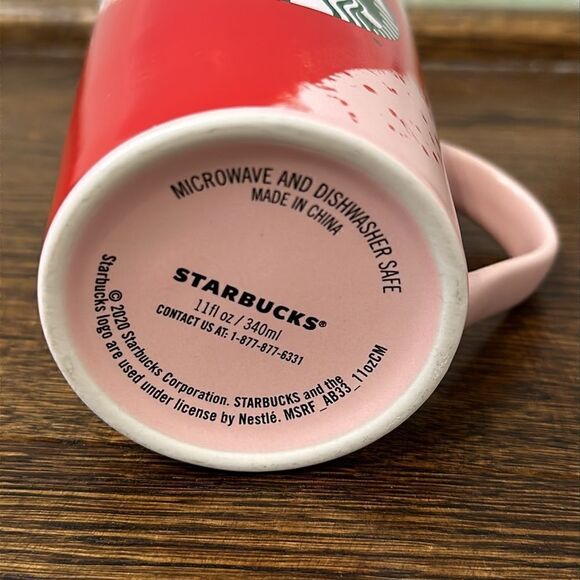 MICROWAVE AND DISHWASHER SAFE
MADE IN CHINA
STARBUCKS®
11fl oz / 340ml
CONTACT US AT: 1-877-877-6331
© 2020 Starbucks Corporation. STARBUCKS and the
Starbucks logo are used under license by Nestlé. MSRF_AB33_11ozCM